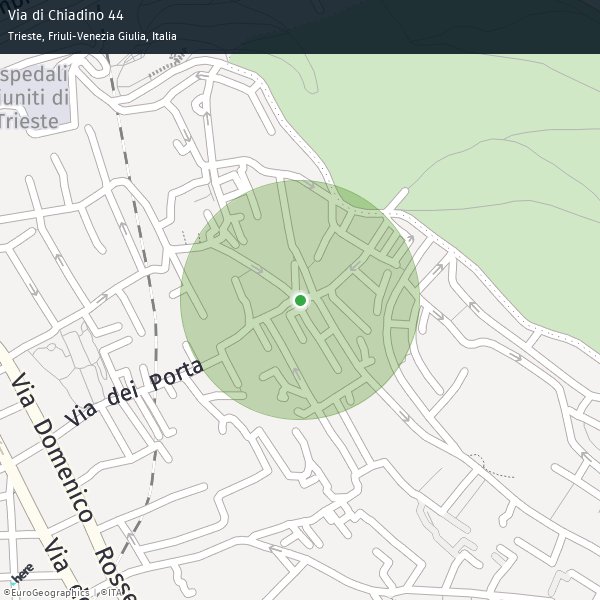 Via di Chiadino 44
Trieste, Friuli-Venezia Giulia, Italia
spedali
iuniti di
Trieste
Via dei Porta
Via Domenico Rosse
Via
here
©EuroGeographics | ©ITA